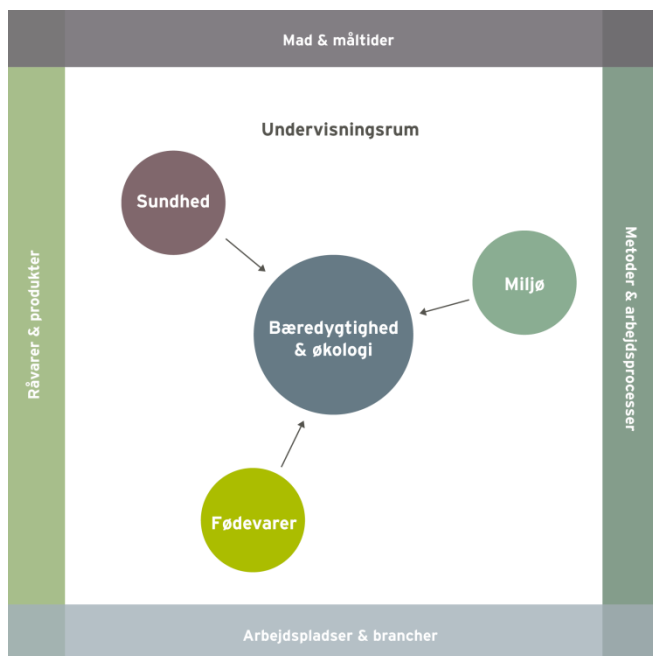 Mad & måltider
Undervisningsrum
Sundhed
Miljø
Bæredygtighed
& økologi
Fødevarer
Råvarer & produkter
Metoder & arbejdsprocesser
Arbejdspladser & brancher